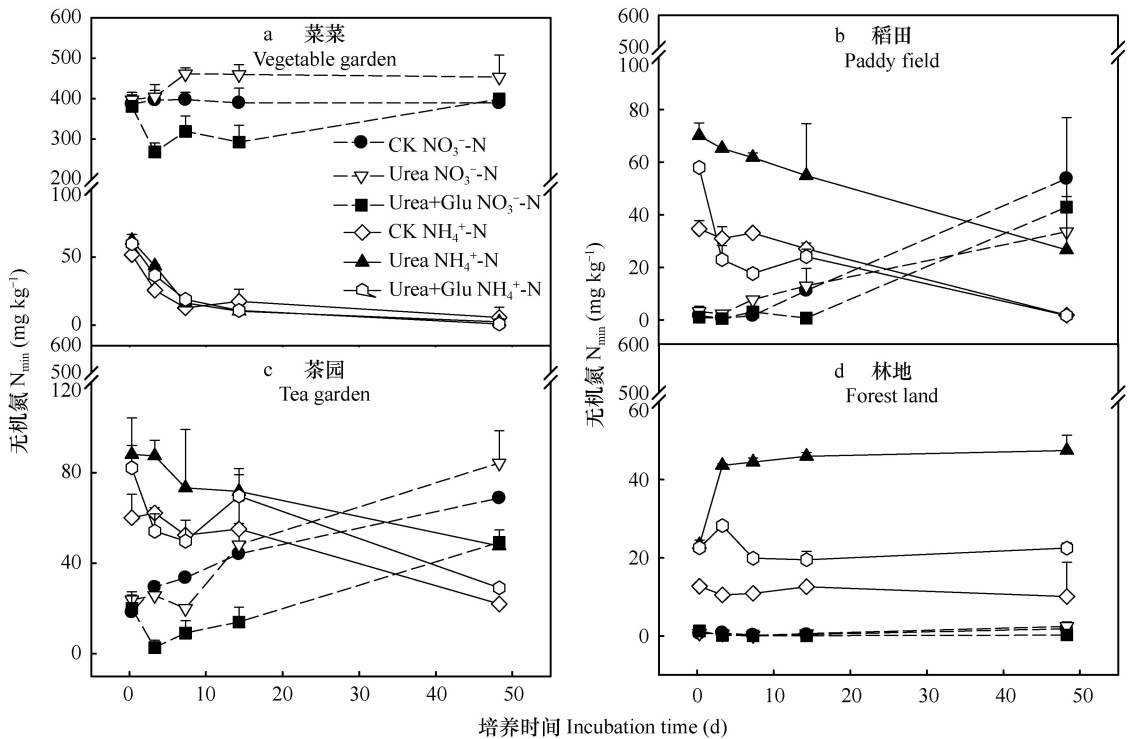 a 菜菜
Vegetable garden
600
500
400
300
200
100
50
0
CK NO₃⁻-N
Urea NO₃⁻-N
Urea+Glu NO₃⁻-N
CK NH₄⁺-N
Urea NH₄⁺-N
Urea+Glu NH₄⁺-N
b 稻田
Paddy field
600
500
100
80
60
40
20
0
c 茶园
Tea garden
600
500
120
80
40
0
d 林地
Forest land
600
500
60
40
20
0
无机氮 Nmin (mg kg⁻¹)
无机氮 Nmin (mg kg⁻¹)
0 10 20 30 40 50
0 10 20 30 40 50
培养时间 Incubation time (d)